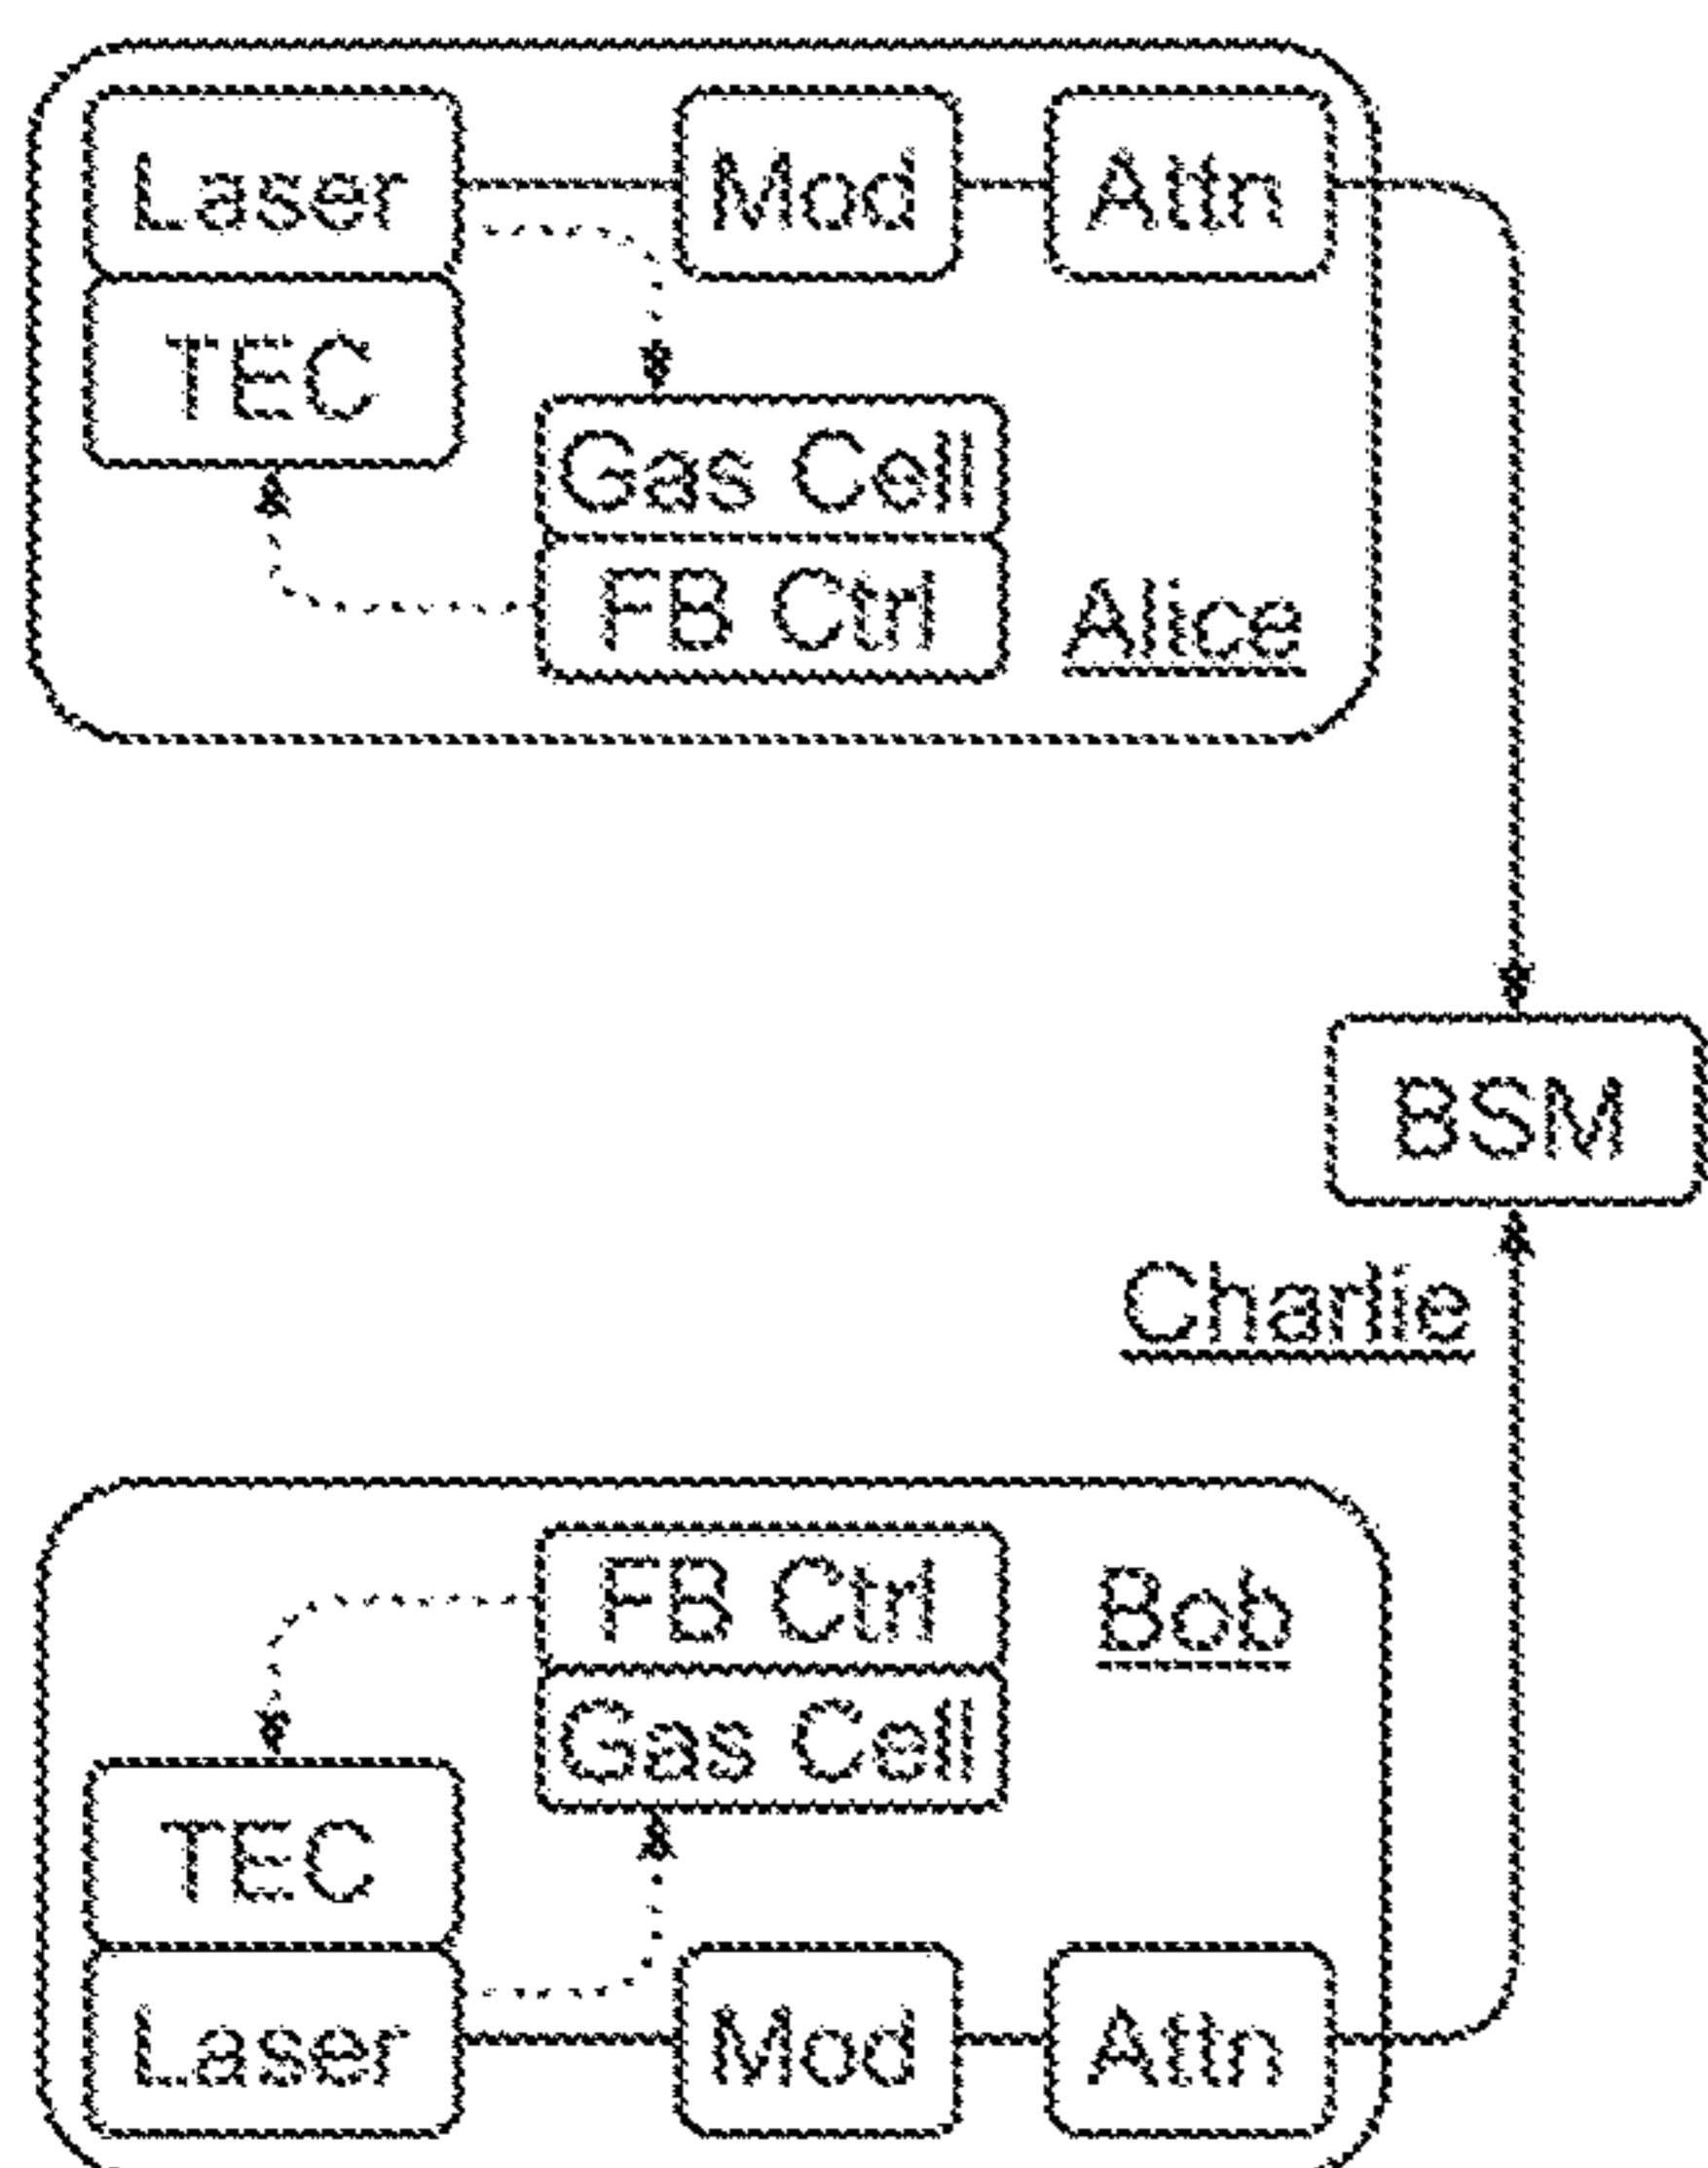 Laser Mod Attn
TEC
Gas Cell
FB Ctrl Alice
BSM
Charlie
FB Ctrl Bob
Gas Cell
TEC
Laser Mod Attn